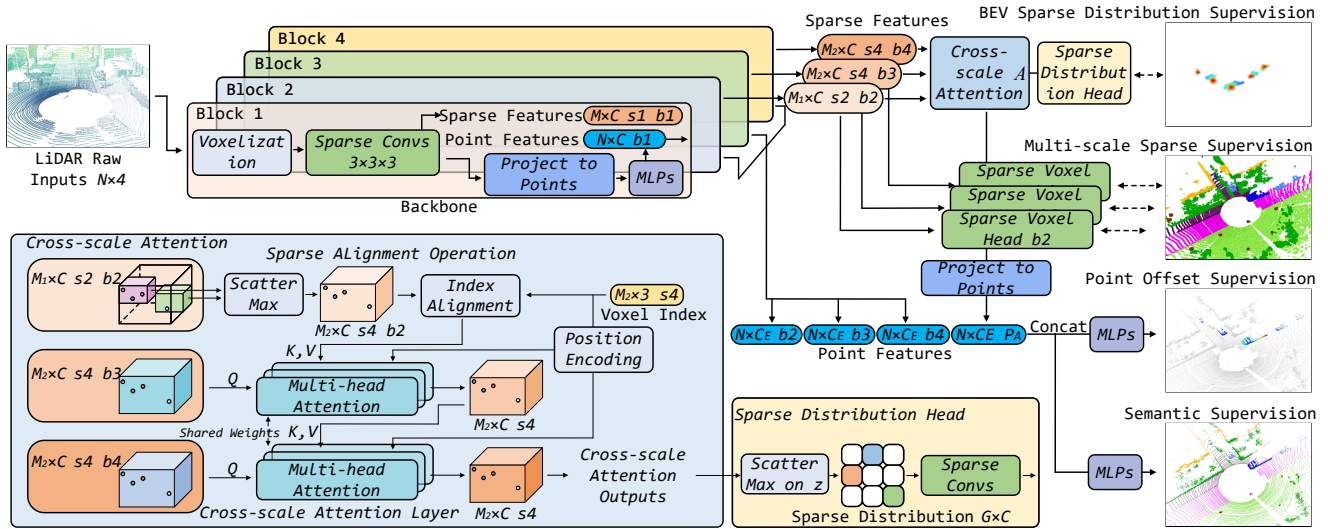 Block 4
Block 3
Block 2
Block 1
LiDAR Raw
Inputs N×4
Voxelizat
ion
Sparse Convs
3×3×3
Sparse Features
M×C s1 b1
Point Features
N×C b1
Project to
Points
MLPs
Backbone
Sparse Features
M₂×C s4 b4
M₂×C s4 b3
M₁×C s2 b2
Cross-
scale A
Attention
Sparse
Distribut
ion Head
BEV Sparse Distribution Supervision
Multi-scale Sparse Supervision
Sparse Voxel
Sparse Voxel
Sparse Voxel
Head b2
Project to
Points
N×CE b2
N×CE b3
N×CE b4
N×CE PA
Point Features
Concat
MLPs
Point Offset Supervision
MLPs
Semantic Supervision
Cross-scale Attention
Sparse ALignment Operation
M₁×C s2 b2
Scatter
Max
M₂×C s4 b2
Index
Alignment
M₂×3 s4
Voxel Index
Position
Encoding
K,V
M₂×C s4 b3
Q
Multi-head
Attention
M₂×C s4
Shared Weights
K,V
M₂×C s4 b4
Q
Multi-head
Attention
M₂×C s4
Cross-scale Attention Layer
Cross-scale
Attention
Outputs
Sparse Distribution Head
Scatter
Max on z
Sparse
Convs
Sparse Distribution G×C